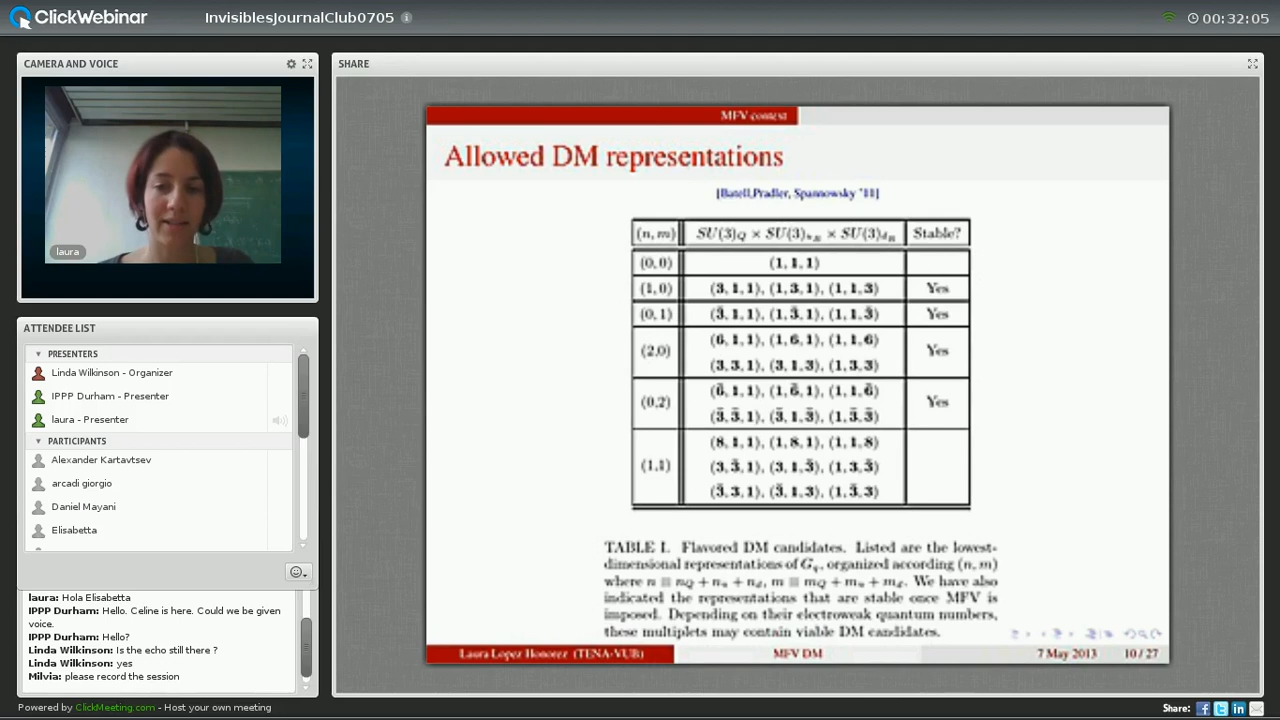 ClickWebinar
InvisiblesJournalClub0705
00:32:05
CAMERA AND VOICE
laura
ATTENDEE LIST
PRESENTERS
Linda Wilkinson - Organizer
IPPP Durham - Presenter
laura - Presenter
PARTICIPANTS
Alexander Kartavtsev
arcadi giorgio
Daniel Mayani
Elisabetta
laura: Hola Elisabetta
IPPP Durham: Hello. Celine is here. Could we be given
voice.
IPPP Durham: Hello?
Linda Wilkinson: Is the echo still there ?
Linda Wilkinson: yes
Milvia: please record the session
SHARE
MFV context
Allowed DM representations
[Batell,Pradler, Spannowsky '11]
(n, m) SU(3)_Q × SU(3)_{u_R} × SU(3)_{d_R} Stable?
(0, 0) (1, 1, 1)
(1, 0) (3, 1, 1), (1, 3, 1), (1, 1, 3) Yes
(0, 1) (3̄, 1, 1), (1, 3̄, 1), (1, 1, 3̄) Yes
(6, 1, 1), (1, 6, 1), (1, 1, 6)
(2,0) Yes
(3, 3, 1), (3, 1, 3), (1, 3, 3)
(6̄, 1, 1), (1, 6̄, 1), (1, 1, 6̄)
(0,2) Yes
(3̄, 3̄, 1), (3̄, 1, 3̄), (1, 3̄, 3̄)
(8, 1, 1), (1, 8, 1), (1, 1, 8)
(1,1) (3, 3̄, 1), (3, 1, 3̄), (1, 3, 3̄)
(3̄, 3, 1), (3̄, 1, 3), (1, 3̄, 3)
TABLE I. Flavored DM candidates. Listed are the lowest-
dimensional representations of G_q, organized according (n, m)
where n ≡ n_Q + n_u + n_d, m ≡ m_Q + m_u + m_d. We have also
indicated the representations that are stable once MFV is
imposed. Depending on their electroweak quantum numbers,
these multiplets may contain viable DM candidates.
Laura Lopez Honorez (TENA-VUB) MFV DM 7 May 2013 10 / 27
Powered by ClickMeeting.com - Host your own meeting
Share: